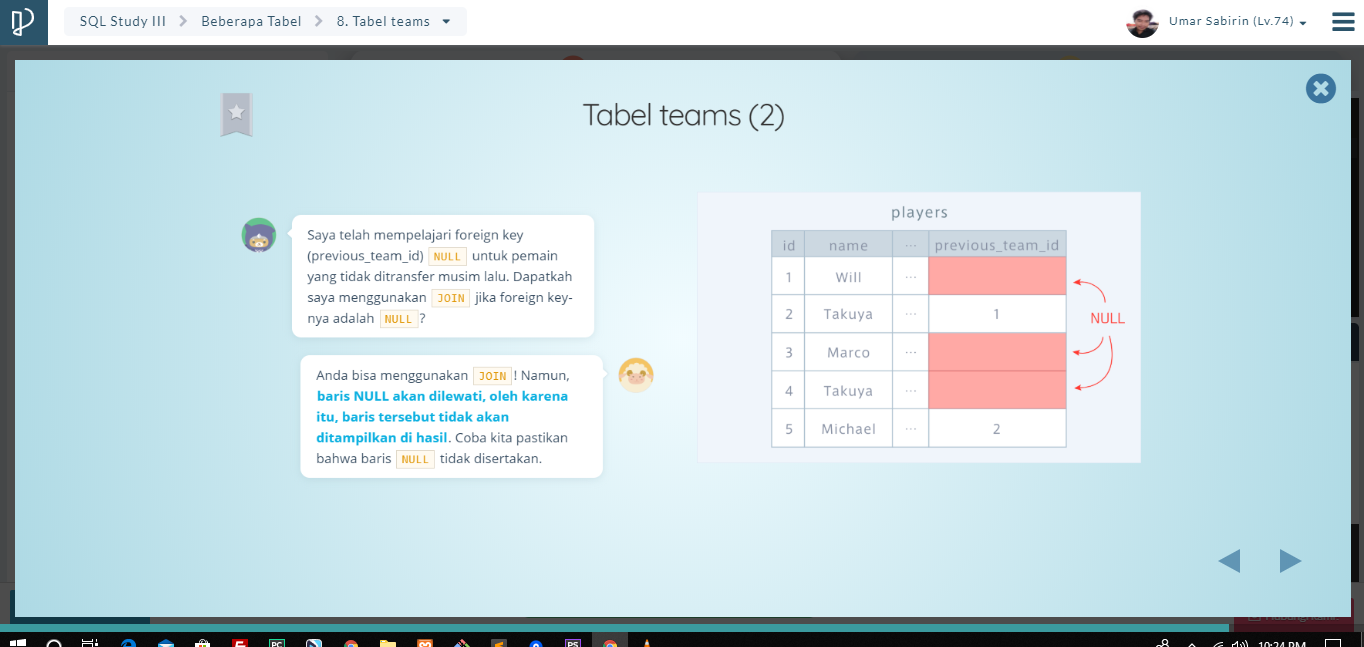 SQL Study III > Beberapa Tabel > 8. Tabel teams
Umar Sabirin (Lv.74)
Tabel teams (2)
Saya telah mempelajari foreign key
(previous_team_id) NULL untuk pemain
yang tidak ditransfer musim lalu. Dapatkah
saya menggunakan JOIN jika foreign key-
nya adalah NULL ?
Anda bisa menggunakan JOIN ! Namun,
baris NULL akan dilewati, oleh karena
itu, baris tersebut tidak akan
ditampilkan di hasil. Coba kita pastikan
bahwa baris NULL tidak disertakan.
players
id name ... previous_team_id
1 Will ...
2 Takuya ... 1
3 Marco ...
4 Takuya ...
5 Michael ... 2
NULL
10:24 PM